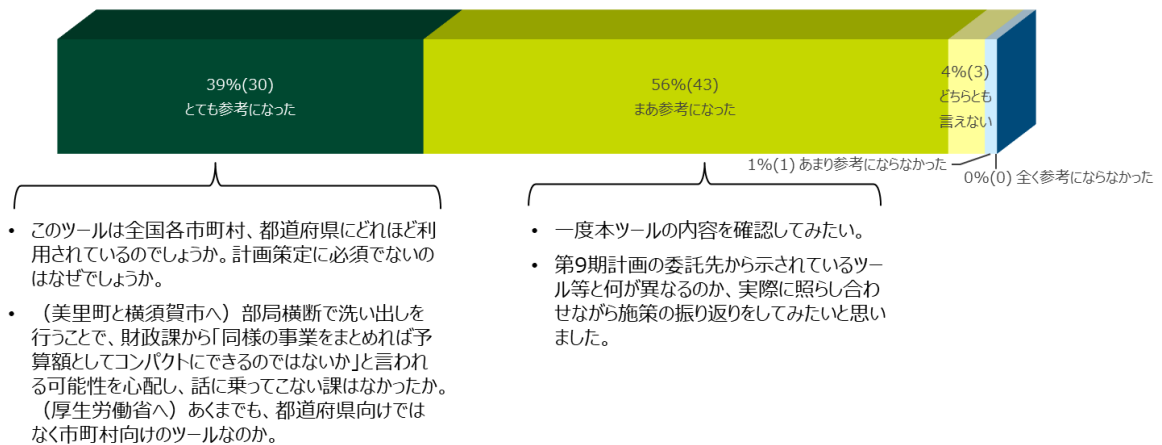 39%(30)
とても参考になった
56%(43)
まあ参考になった
4%(3)
どちらとも
言えない
1%(1) あまり参考にならなかった
0%(0) 全く参考にならなかった
• このツールは全国各市町村、都道府県にどれほど利
用されているのでしょうか。計画策定に必須でないの
はなぜでしょうか。
• （美里町と横須賀市へ）部局横断で洗い出しを
行うことで、財政課から「同様の事業をまとめれば予
算額としてコンパクトにできるのではないか」と言われ
る可能性を心配し、話に乗ってこない課はなかったか。
（厚生労働省へ）あくまでも、都道府県向けでは
なく市町村向けのツールなのか。
• 一度本ツールの内容を確認してみたい。
• 第9期計画の委託先から示されているツー
ル等と何が異なるのか、実際に照らし合わ
せながら施策の振り返りをしてみたいと思い
ました。